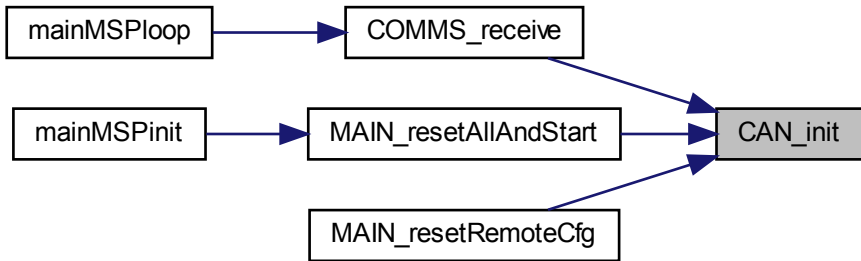 mainMSPloop
COMMS_receive
mainMSPinit
MAIN_resetAllAndStart
CAN_init
MAIN_resetRemoteCfg